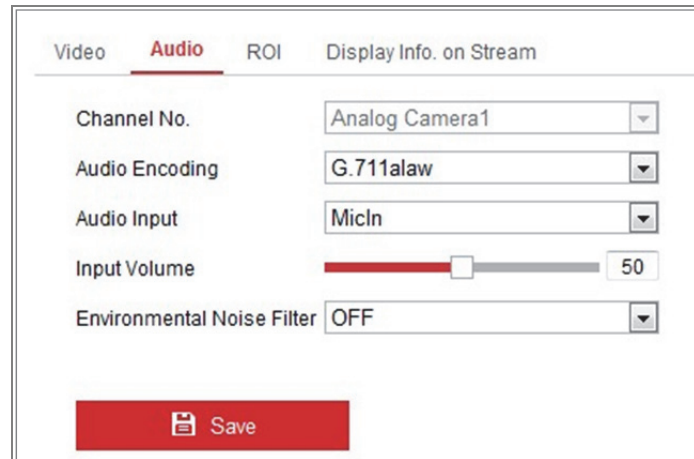 Video Audio ROI Display Info. on Stream
Channel No. Analog Camera1
Audio Encoding G.711alaw
Audio Input MicIn
Input Volume 50
Environmental Noise Filter OFF
Save